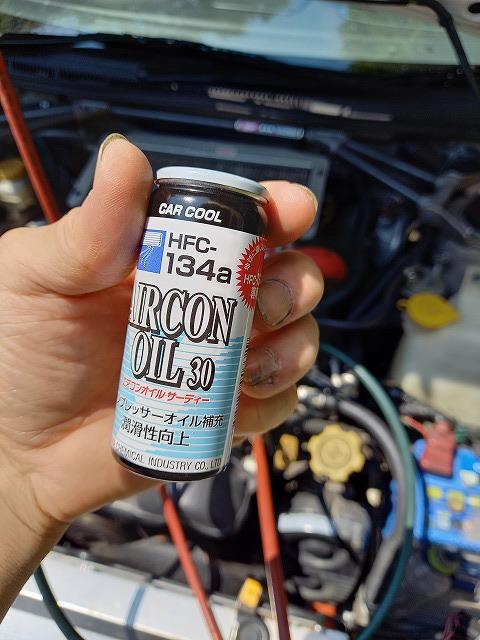 CAR COOL
HFC-
134a
AIRCON
OIL 30
エアコンオイル サーティー
プレッサーオイル補充
潤滑性向上
CHEMICAL INDUSTRY CO., LTD